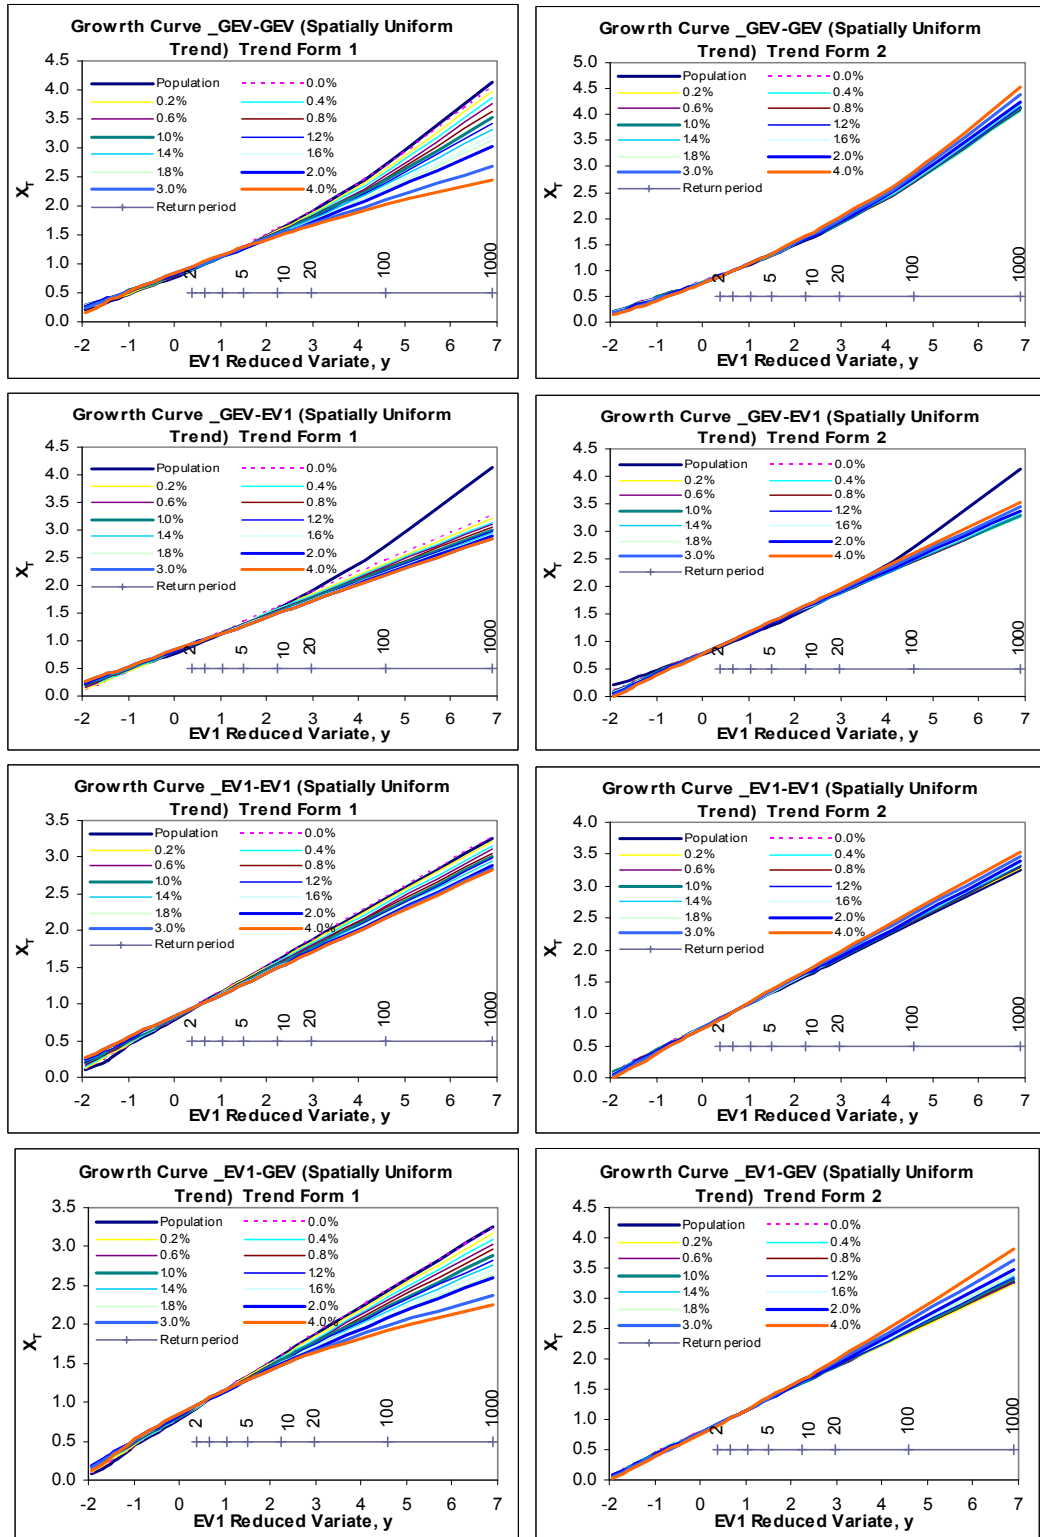 Growrth Curve _GEV-GEV (Spatially Uniform
Trend)  Trend Form 1
4.5
4.0
3.5
3.0
2.5
2.0
1.5
1.0
0.5
0.0
X_T
Population 0.0%
0.2% 0.4%
0.6% 0.8%
1.0% 1.2%
1.4% 1.6%
1.8% 2.0%
3.0% 4.0%
Return period
2 5 10 20 100 1000
-2 -1 0 1 2 3 4 5 6 7
EV1 Reduced Variate, y
Growrth Curve _GEV-GEV (Spatially Uniform
Trend)  Trend Form 2
5.0
4.5
4.0
3.5
3.0
2.5
2.0
1.5
1.0
0.5
0.0
X_T
Population 0.0%
0.2% 0.4%
0.6% 0.8%
1.0% 1.2%
1.4% 1.6%
1.8% 2.0%
3.0% 4.0%
Return period
2 5 10 20 100 1000
-2 -1 0 1 2 3 4 5 6 7
EV1 Reduced Variate, y
Growrth Curve _GEV-EV1 (Spatially Uniform
Trend)  Trend Form 1
4.5
4.0
3.5
3.0
2.5
2.0
1.5
1.0
0.5
0.0
X_T
Population 0.0%
0.2% 0.4%
0.6% 0.8%
1.0% 1.2%
1.4% 1.6%
1.8% 2.0%
3.0% 4.0%
Return period
2 5 10 20 100 1000
-2 -1 0 1 2 3 4 5 6 7
EV1 Reduced Variate, y
Growrth Curve _GEV-EV1 (Spatially Uniform
Trend)  Trend Form 2
4.5
4.0
3.5
3.0
2.5
2.0
1.5
1.0
0.5
0.0
X_T
Population 0.0%
0.2% 0.4%
0.6% 0.8%
1.0% 1.2%
1.4% 1.6%
1.8% 2.0%
3.0% 4.0%
Return period
2 5 10 20 100 1000
-2 -1 0 1 2 3 4 5 6 7
EV1 Reduced Variate, y
Growrth Curve _EV1-EV1 (Spatially Uniform
Trend)  Trend Form 1
3.5
3.0
2.5
2.0
1.5
1.0
0.5
0.0
X_T
Population 0.0%
0.2% 0.4%
0.6% 0.8%
1.0% 1.2%
1.4% 1.6%
1.8% 2.0%
3.0% 4.0%
Return period
2 5 10 20 100 1000
-2 -1 0 1 2 3 4 5 6 7
EV1 Reduced Variate, y
Growrth Curve _EV1-EV1 (Spatially Uniform
Trend)  Trend Form 2
4.0
3.5
3.0
2.5
2.0
1.5
1.0
0.5
0.0
X_T
Population 0.0%
0.2% 0.4%
0.6% 0.8%
1.0% 1.2%
1.4% 1.6%
1.8% 2.0%
3.0% 4.0%
Return period
2 5 10 20 100 1000
-2 -1 0 1 2 3 4 5 6 7
EV1 Reduced Variate, y
Growrth Curve _EV1-GEV (Spatially Uniform
Trend)  Trend Form 1
3.5
3.0
2.5
2.0
1.5
1.0
0.5
0.0
X_T
Population 0.0%
0.2% 0.4%
0.6% 0.8%
1.0% 1.2%
1.4% 1.6%
1.8% 2.0%
3.0% 4.0%
Return period
2 5 10 20 100 1000
-2 -1 0 1 2 3 4 5 6 7
EV1 Reduced Variate, y
Growrth Curve _EV1-GEV (Spatially Uniform
Trend)  Trend Form 2
4.5
4.0
3.5
3.0
2.5
2.0
1.5
1.0
0.5
0.0
X_T
Population 0.0%
0.2% 0.4%
0.6% 0.8%
1.0% 1.2%
1.4% 1.6%
1.8% 2.0%
3.0% 4.0%
Return period
2 5 10 20 100 1000
-2 -1 0 1 2 3 4 5 6 7
EV1 Reduced Variate, y